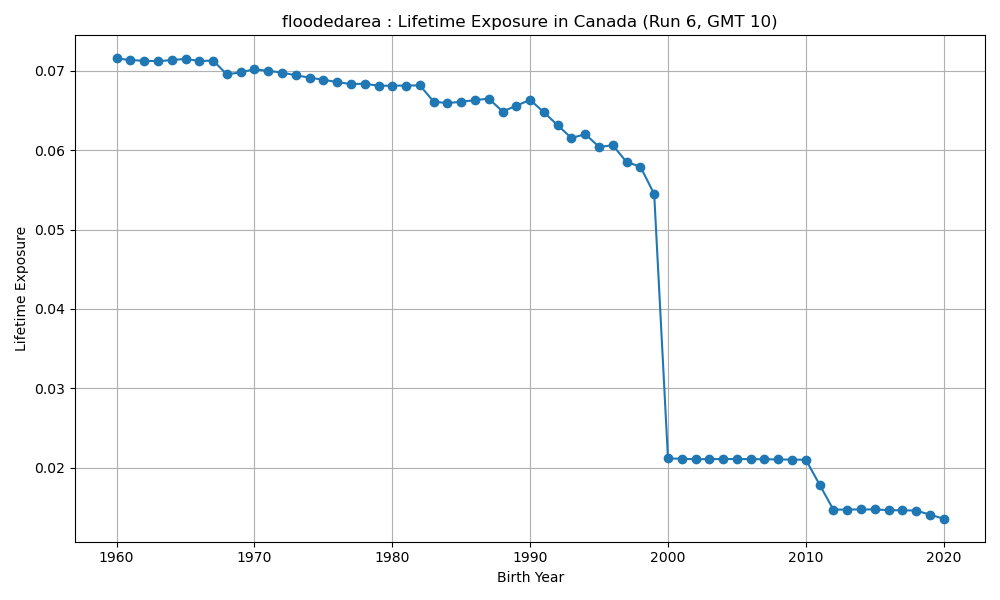 floodedarea : Lifetime Exposure in Canada (Run 6, GMT 10)
Lifetime Exposure
0.07
0.06
0.05
0.04
0.03
0.02
1960 1970 1980 1990 2000 2010 2020
Birth Year